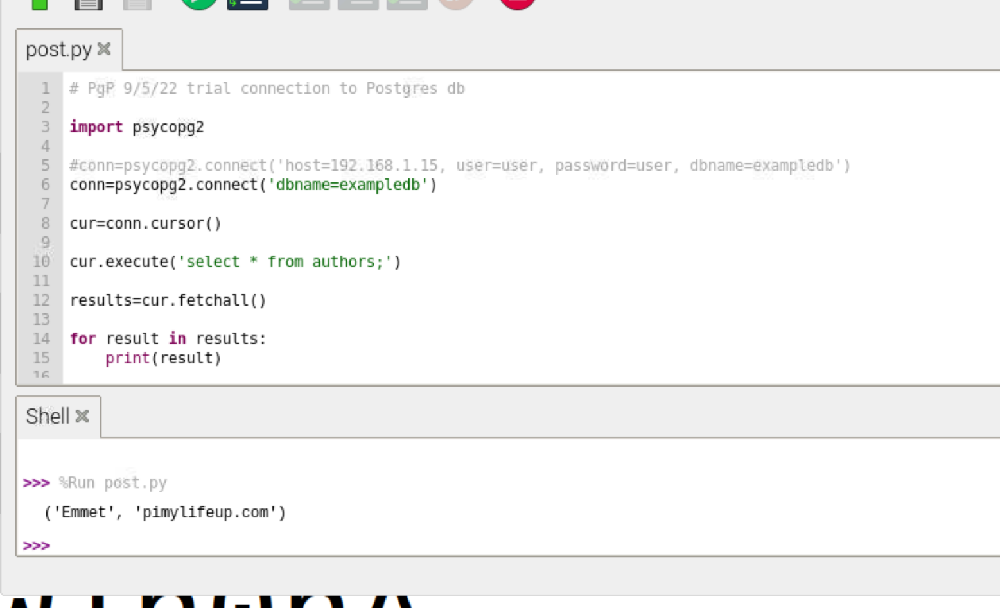 post.py
1 # PgP 9/5/22 trial connection to Postgres db
2
3 import psycopg2
4
5 #conn=psycopg2.connect('host=192.168.1.15, user=user, password=user, dbname=exampledb')
6 conn=psycopg2.connect('dbname=exampledb')
7
8 cur=conn.cursor()
9
10 cur.execute('select * from authors;')
11
12 results=cur.fetchall()
13
14 for result in results:
15     print(result)
16
Shell
>>> %Run post.py
('Emmet', 'pimylifeup.com')
>>>